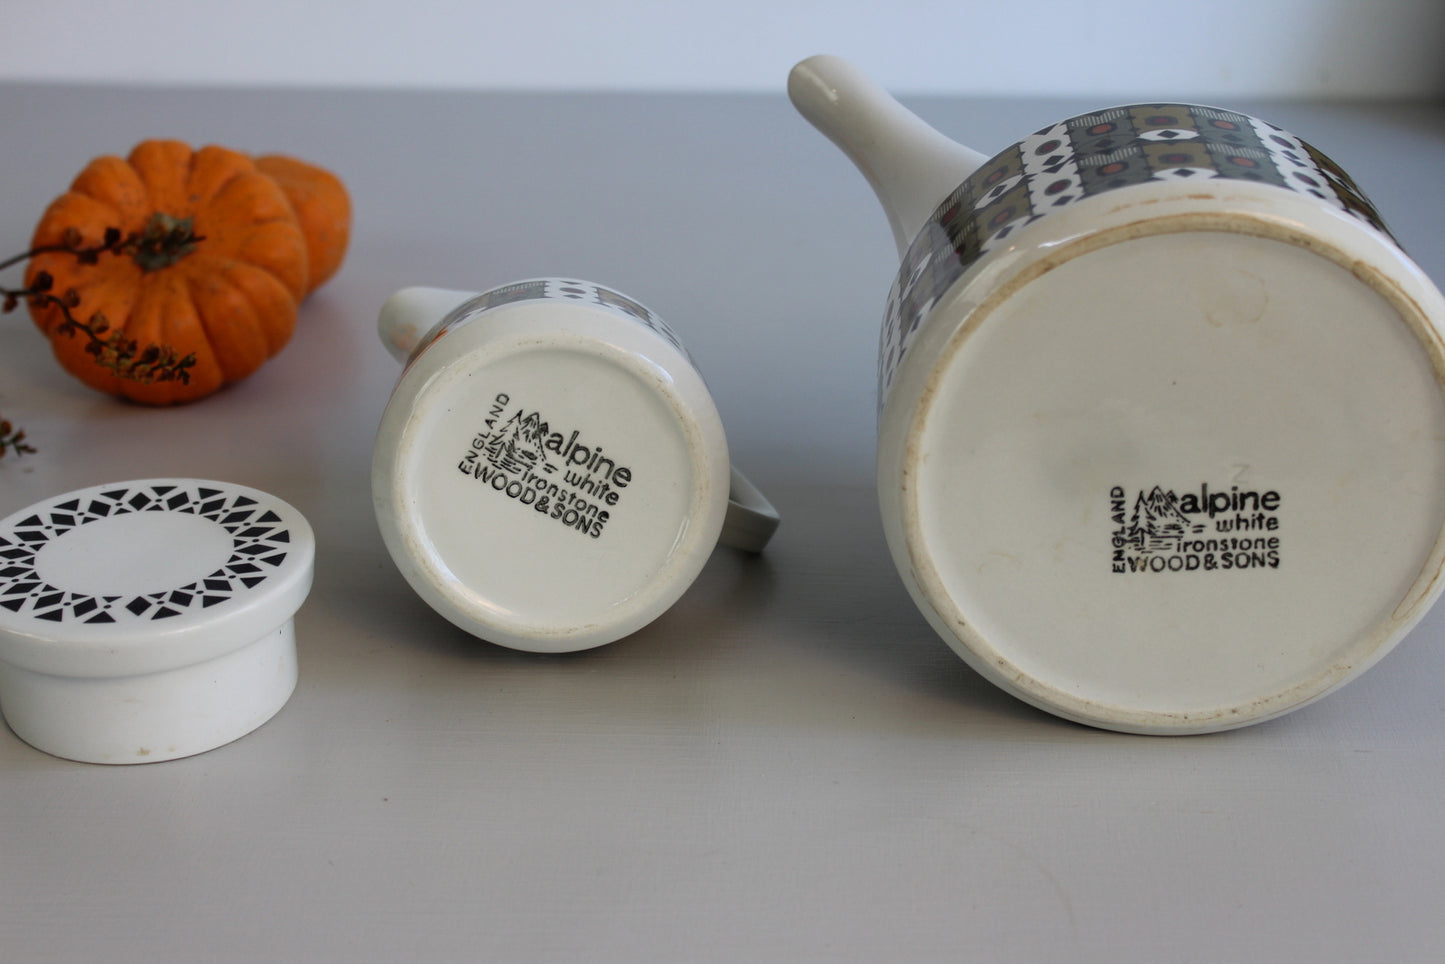 ENGLAND
alpine
white
ironstone
WOOD & SONS
ENGLAND
alpine
white
ironstone
WOOD & SONS